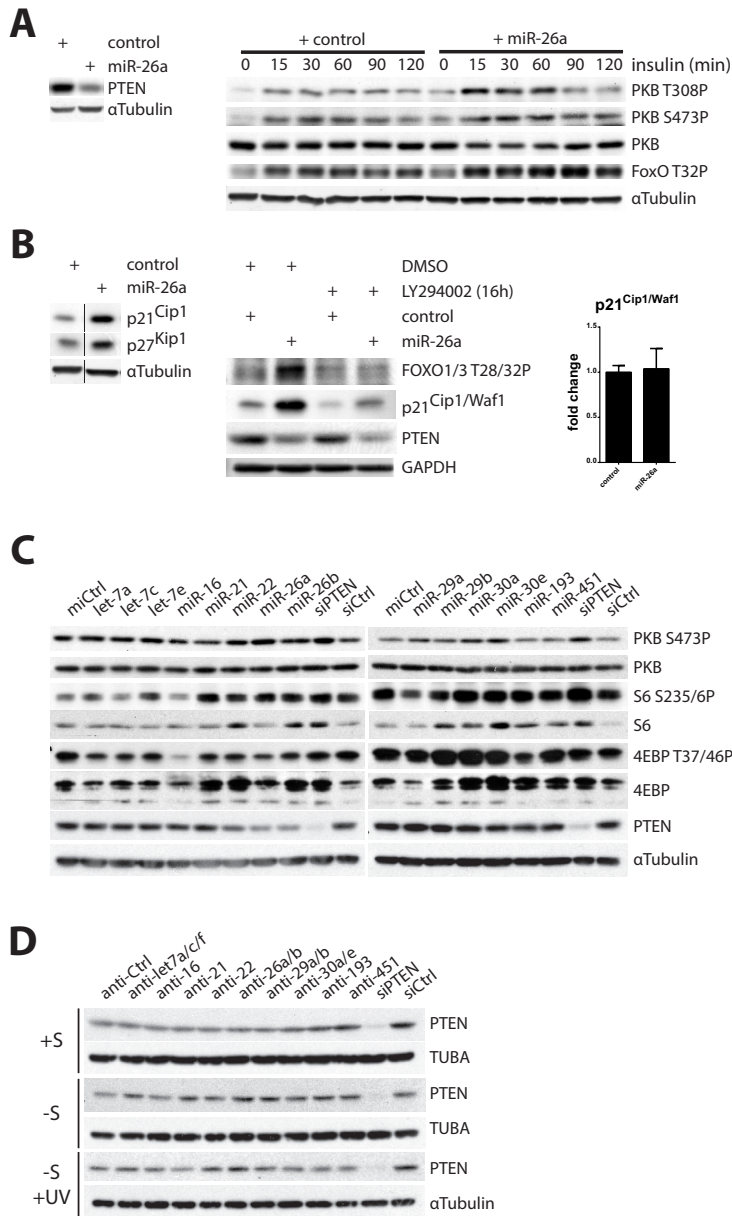 A
+ control
+ miR-26a
PTEN
αTubulin
+ control + miR-26a
0 15 30 60 90 120 0 15 30 60 90 120 insulin (min)
PKB T308P
PKB S473P
PKB
FoxO T32P
αTubulin
B
+ control
+ miR-26a
p21Cip1
p27Kip1
αTubulin
+ + DMSO
+ + LY294002 (16h)
+ + control
+ + miR-26a
FOXO1/3 T28/32P
p21Cip1/Waf1
PTEN
GAPDH
p21Cip1/Waf1
fold change
1.5
1.0
0.5
0.0
control
miR-26a
C
miCtrl let-7a let-7c let-7e miR-16 miR-21 miR-22 miR-26a miR-26b siPTEN siCtrl
miCtrl miR-29a miR-29b miR-30a miR-30e miR-193 miR-451 siPTEN siCtrl
PKB S473P
PKB
S6 S235/6P
S6
4EBP T37/46P
4EBP
PTEN
αTubulin
D
anti-Ctrl anti-let7a/c/f anti-16 anti-21 anti-22 anti-26a/b anti-29a/b anti-30a/e anti-193 anti-451 siPTEN siCtrl
+S
PTEN
TUBA
-S
PTEN
TUBA
-S
+UV
PTEN
αTubulin